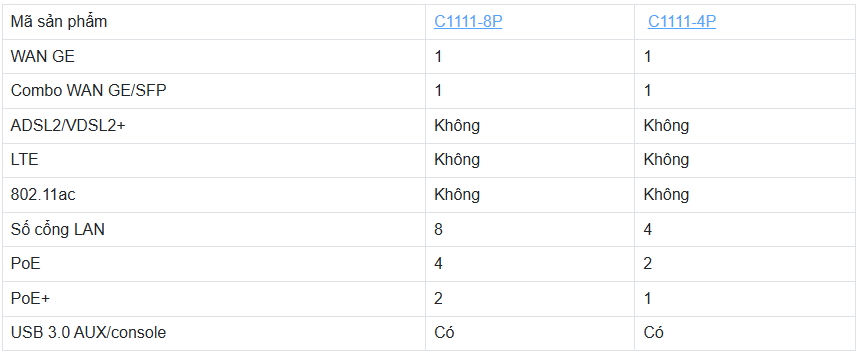 Mã sản phẩm C1111-8P C1111-4P
WAN GE 1 1
Combo WAN GE/SFP 1 1
ADSL2/VDSL2+ Không Không
LTE Không Không
802.11ac Không Không
Số cổng LAN 8 4
PoE 4 2
PoE+ 2 1
USB 3.0 AUX/console Có Có